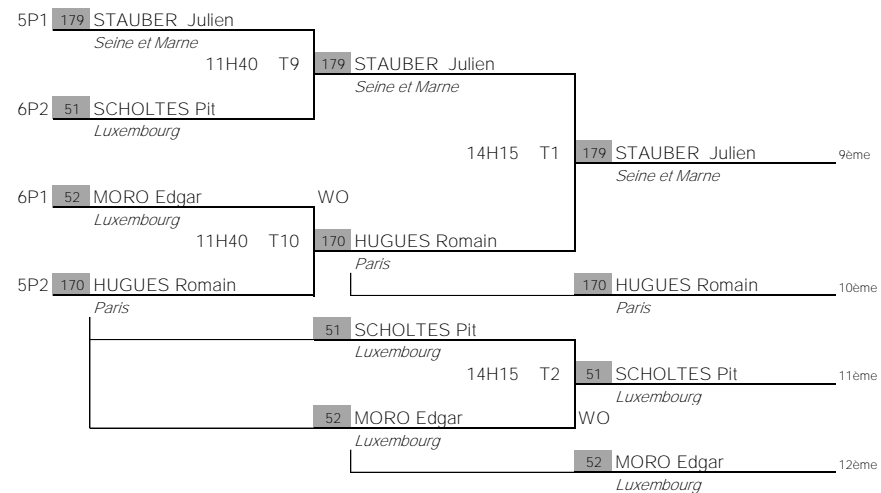 5P1 179 STAUBER Julien
Seine et Marne
11H40 T9 179 STAUBER Julien
Seine et Marne
6P2 51 SCHOLTES Pit
Luxembourg
14H15 T1 179 STAUBER Julien 9ème
Seine et Marne
6P1 52 MORO Edgar WO
Luxembourg
11H40 T10 170 HUGUES Romain
Paris
5P2 170 HUGUES Romain 170 HUGUES Romain 10ème
Paris Paris
51 SCHOLTES Pit
Luxembourg
14H15 T2 51 SCHOLTES Pit 11ème
Luxembourg
52 MORO Edgar WO
Luxembourg
52 MORO Edgar 12ème
Luxembourg